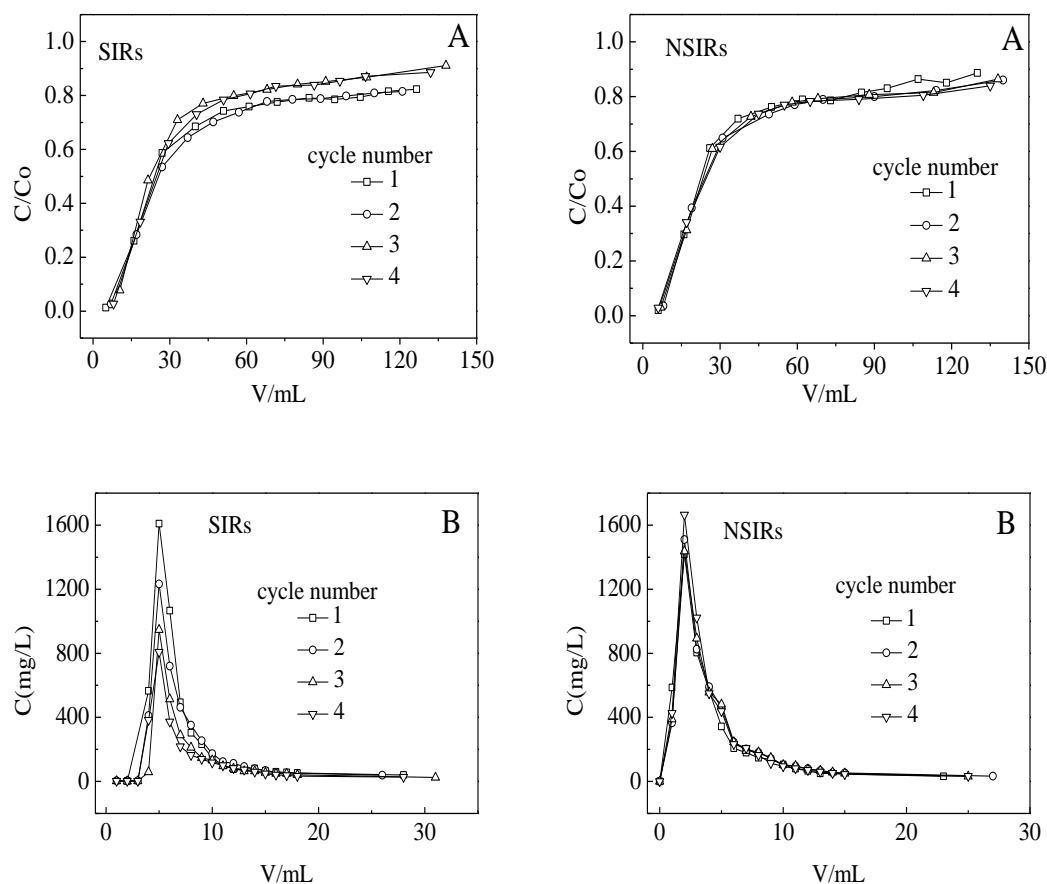 A
SIRs
cycle number
1
2
3
4
1.0
0.8
0.6
0.4
0.2
0.0
C/Co
0 30 60 90 120 150
V/mL
A
NSIRs
cycle number
1
2
3
4
1.0
0.8
0.6
0.4
0.2
0.0
C/Co
0 30 60 90 120 150
V/mL
B
SIRs
cycle number
1
2
3
4
1600
1200
800
400
0
C(mg/L)
0 10 20 30
V/mL
B
NSIRs
cycle number
1
2
3
4
1600
1200
800
400
0
C(mg/L)
0 10 20 30
V/mL